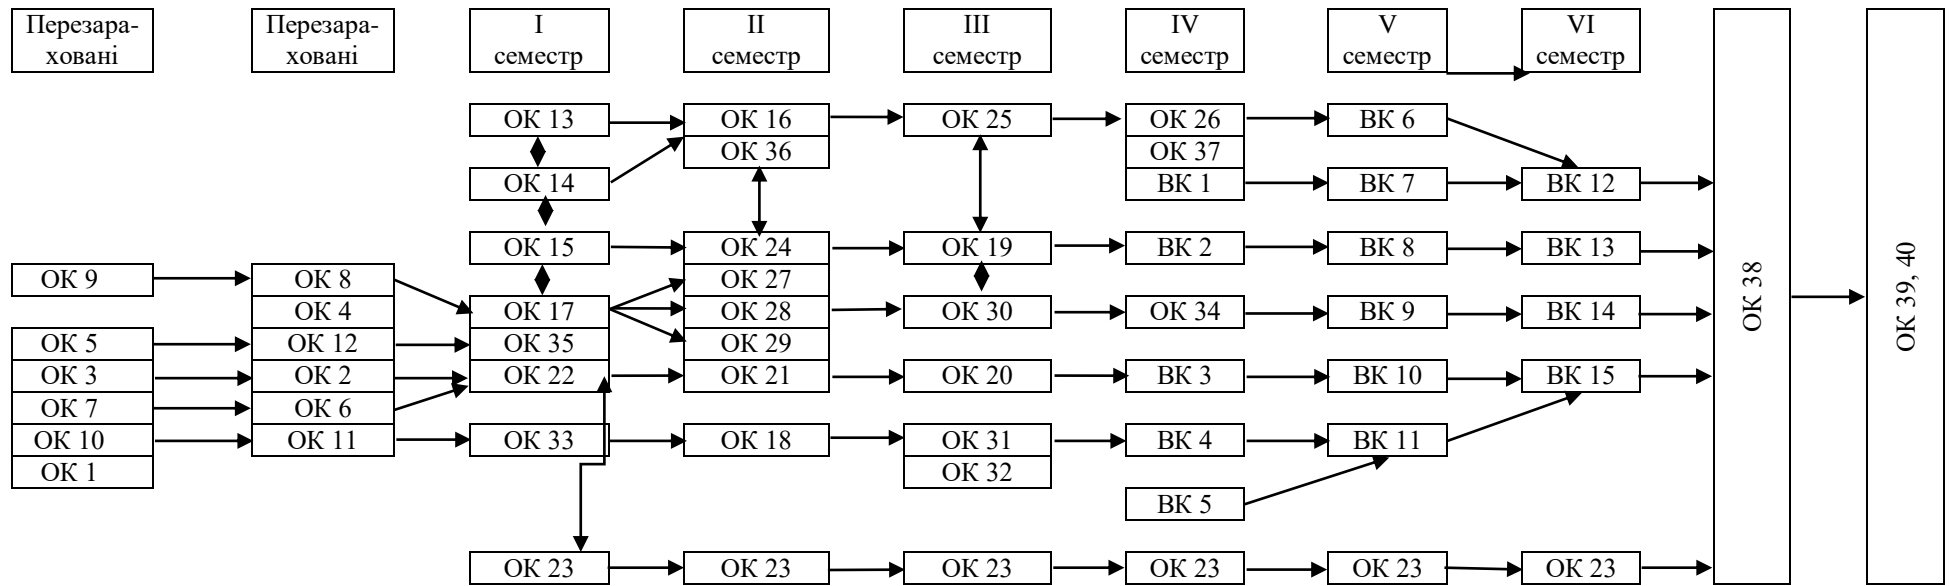 Перезара-
ховані
Перезара-
ховані
I
семестр
II
семестр
III
семестр
IV
семестр
V
семестр
VI
семестр
ОК 13
ОК 16
ОК 25
ОК 26
ВК 6
ОК 36
ОК 37
ОК 14
ВК 1
ВК 7
ВК 12
ОК 15
ОК 24
ОК 19
ВК 2
ВК 8
ВК 13
ОК 9
ОК 8
ОК 27
ОК 4
ОК 17
ОК 28
ОК 30
ОК 34
ВК 9
ВК 14
ОК 5
ОК 12
ОК 35
ОК 29
ОК 3
ОК 2
ОК 22
ОК 21
ОК 20
ВК 3
ВК 10
ВК 15
ОК 7
ОК 6
ОК 10
ОК 11
ОК 33
ОК 18
ОК 31
ВК 4
ВК 11
ОК 1
ОК 32
ВК 5
ОК 23
ОК 23
ОК 23
ОК 23
ОК 23
ОК 23
ОК 38
ОК 39, 40